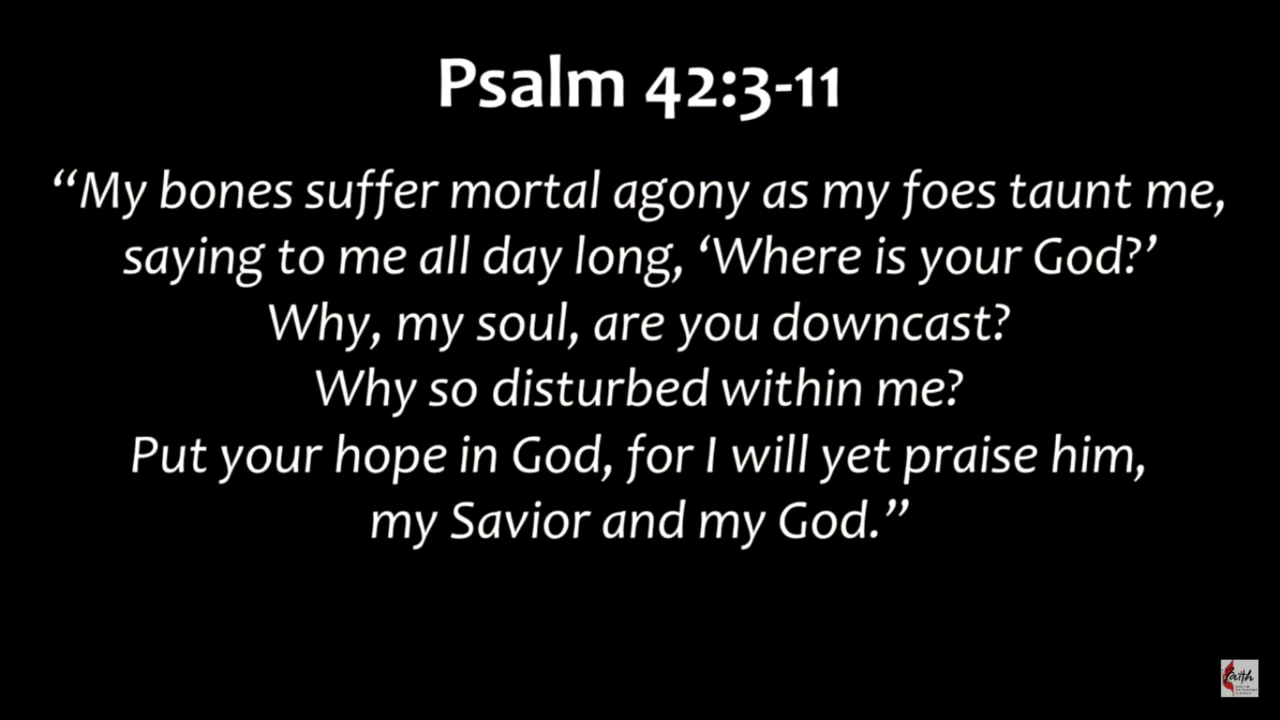 Psalm 42:3-11
“My bones suffer mortal agony as my foes taunt me,
saying to me all day long, ‘Where is your God?’
Why, my soul, are you downcast?
Why so disturbed within me?
Put your hope in God, for I will yet praise him,
my Savior and my God.”
faith